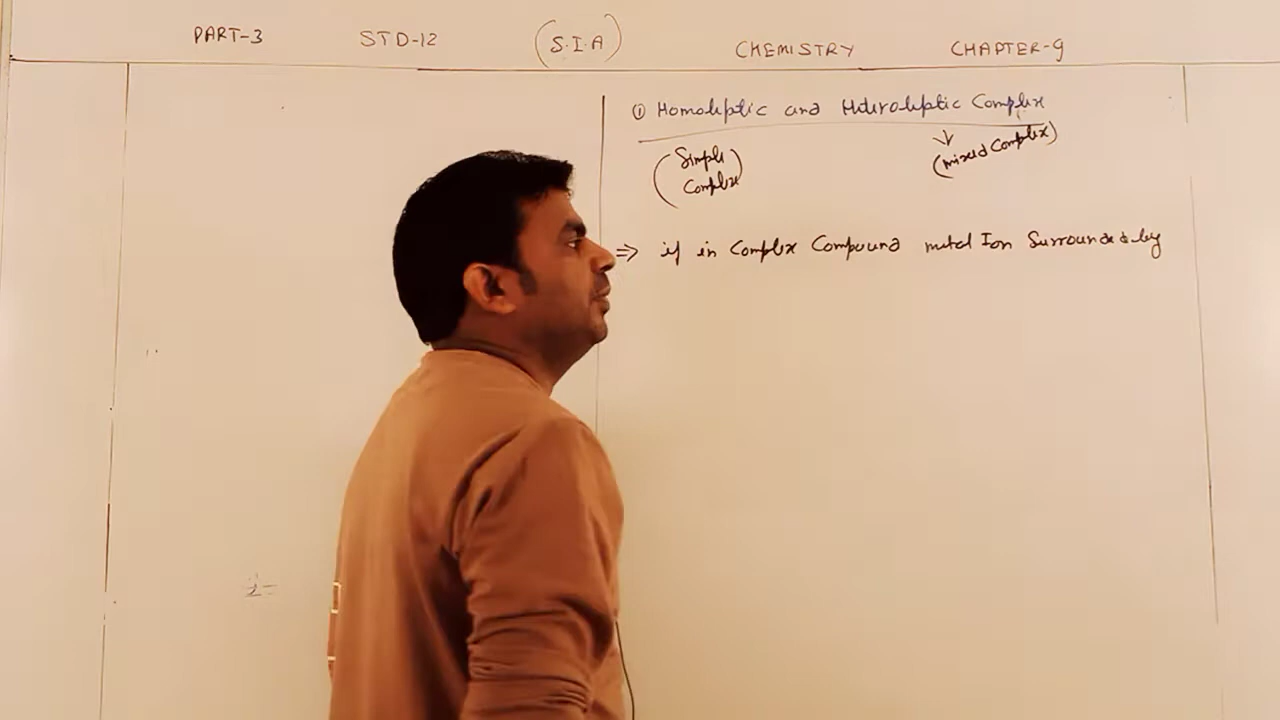 PART-3 STD-12 (S.I.A) CHEMISTRY CHAPTER-9
① Homoleptic and Heteroleptic Complex
(Simple Complex) (mixed Complex)
⇒ if in Complex Compound metal Ion Surrounded by